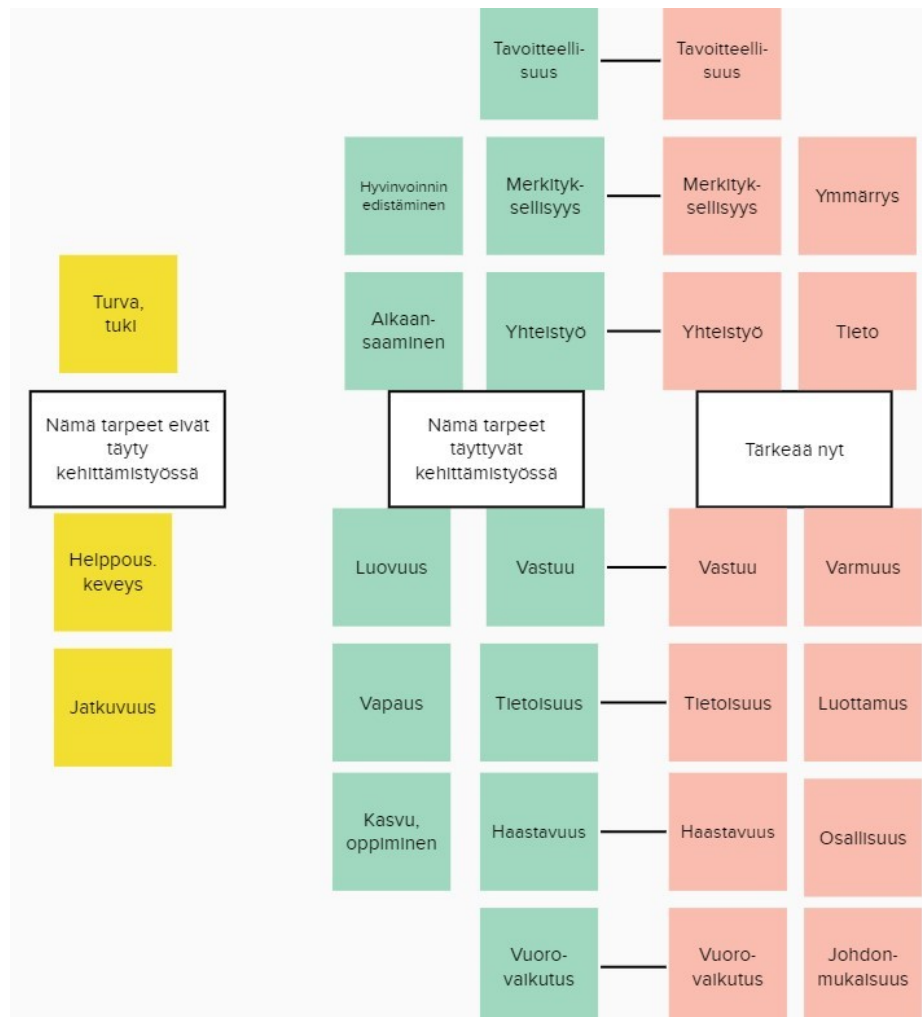 Tavoitteelli-
suus
Tavoitteelli-
suus
Hyvinvoinnin
edistäminen
Merkityk-
sellisyys
Merkityk-
sellisyys
Ymmärrys
Turva,
tuki
Aikaan-
saaminen
Yhteistyö
Yhteistyö
Tieto
Nämä tarpeet eivät
täyty
kehittämistyössä
Nämä tarpeet
täyttyvät
kehittämistyössä
Tärkeää nyt
Helppous.
keveys
Luovuus
Vastuu
Vastuu
Varmuus
Jatkuvuus
Vapaus
Tietoisuus
Tietoisuus
Luottamus
Kasvu,
oppiminen
Haastavuus
Haastavuus
Osallisuus
Vuoro-
vaikutus
Vuoro-
vaikutus
Johdon-
mukaisuus